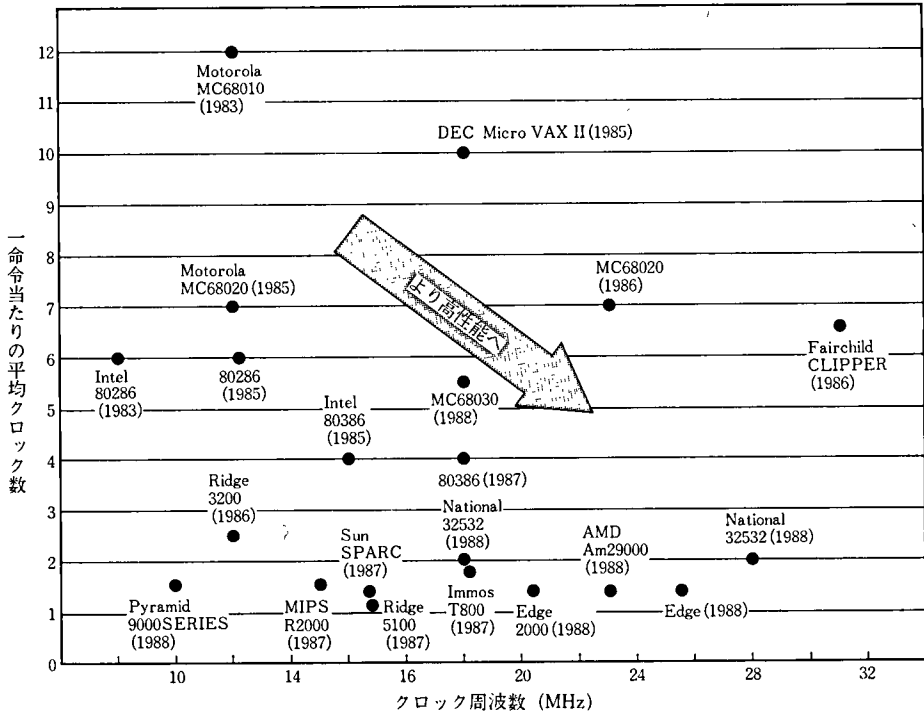 12
11
10
9
8
7
6
5
4
3
2
1
0
一命令当たりの平均クロック数
Motorola
MC68010
(1983)
DEC Micro VAX II (1985)
Motorola
MC68020 (1985)
MC68020
(1986)
より高性能へ
Fairchild
CLIPPER
(1986)
Intel
80286
(1983)
80286
(1985)
Intel
80386
(1985)
MC68030
(1988)
80386 (1987)
Ridge
3200
(1986)
Sun
SPARC
(1987)
National
32532
(1988)
AMD
Am29000
(1988)
National
32532 (1988)
Pyramid
9000SERIES
(1988)
MIPS
R2000
(1987)
Ridge
5100
(1987)
Immos
T800
(1987)
Edge
2000 (1988)
Edge (1988)
10
14
16
18
20
22
24
26
28
32
クロック周波数 (MHz)